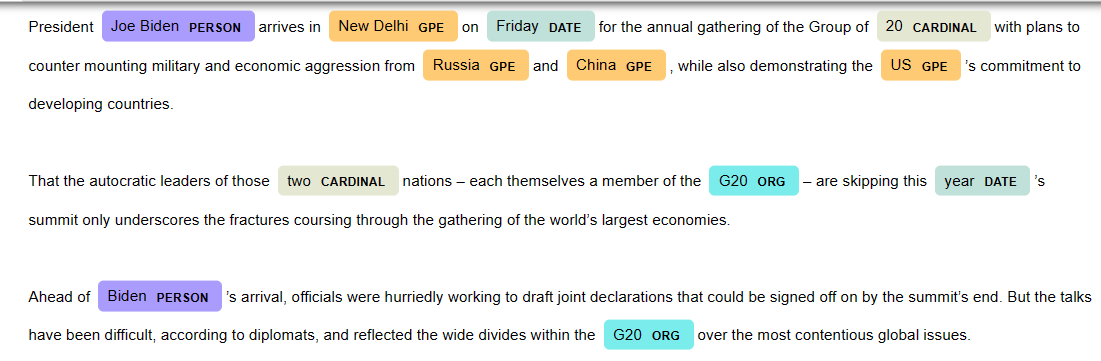 President Joe Biden PERSON arrives in New Delhi GPE on Friday DATE for the annual gathering of the Group of 20 CARDINAL with plans to
counter mounting military and economic aggression from Russia GPE and China GPE , while also demonstrating the US GPE ’s commitment to
developing countries.
That the autocratic leaders of those two CARDINAL nations – each themselves a member of the G20 ORG – are skipping this year DATE ’s
summit only underscores the fractures coursing through the gathering of the world’s largest economies.
Ahead of Biden PERSON ’s arrival, officials were hurriedly working to draft joint declarations that could be signed off on by the summit’s end. But the talks
have been difficult, according to diplomats, and reflected the wide divides within the G20 ORG over the most contentious global issues.